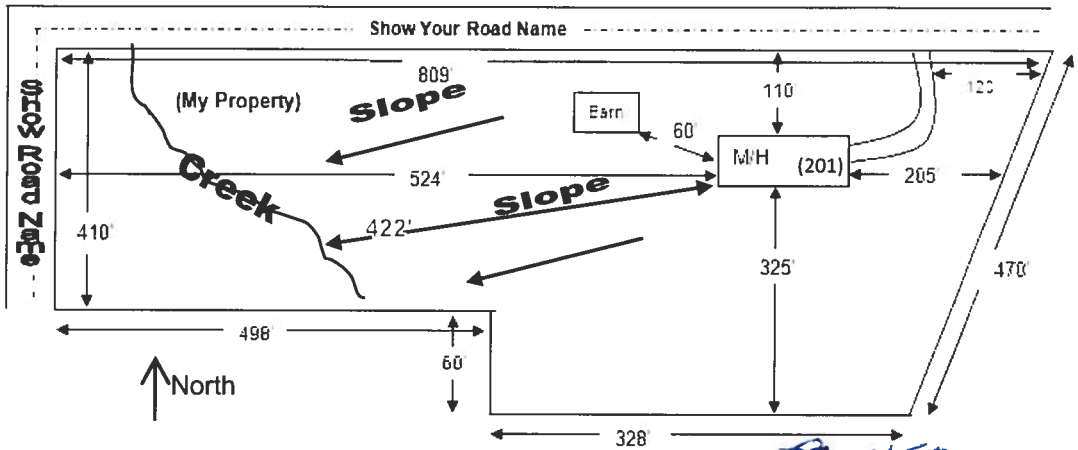 Show Your Road Name
809'
(My Property)
Slope
110'
120'
Barn
60'
M/H (201)
Show Road Name
Creek
524'
Slope
205'
410'
422'
325'
470'
498'
60'
North
328'